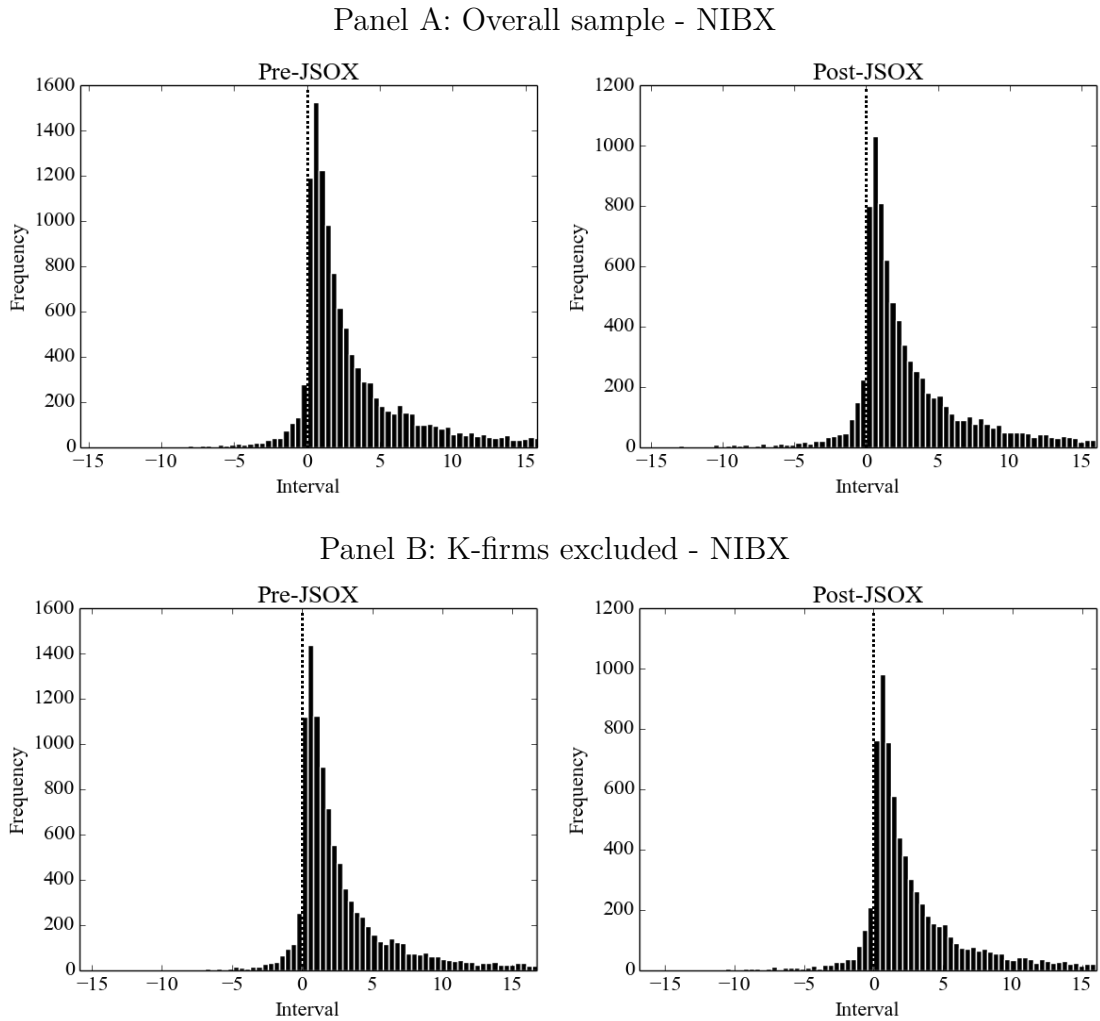 Panel A: Overall sample - NIBX
Pre-JSOX
1600
1400
1200
1000
800
600
400
200
0
Frequency
−15 −10 −5 0 5 10 15
Interval
Post-JSOX
1200
1000
800
600
400
200
0
Frequency
−15 −10 −5 0 5 10 15
Interval
Panel B: K-firms excluded - NIBX
Pre-JSOX
1600
1400
1200
1000
800
600
400
200
0
Frequency
−15 −10 −5 0 5 10 15
Interval
Post-JSOX
1200
1000
800
600
400
200
0
Frequency
−15 −10 −5 0 5 10 15
Interval